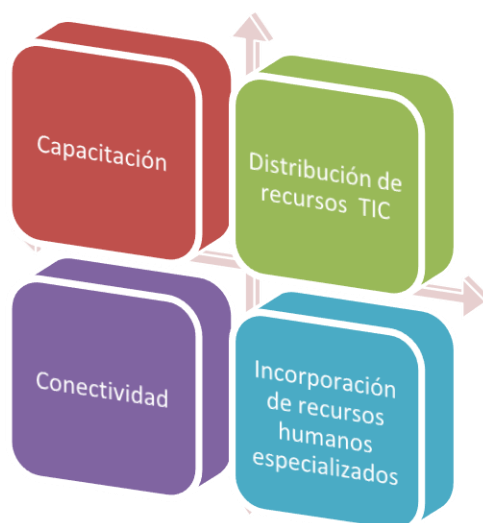 Capacitación
Distribución de
recursos TIC
Conectividad
Incorporación
de recursos
humanos
especializados